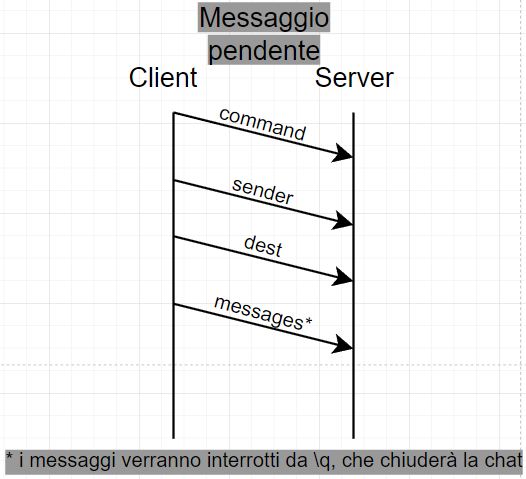 Messaggio
pendente
Client Server
command
sender
dest
messages*
* i messaggi verranno interrotti da \q, che chiuderà la chat